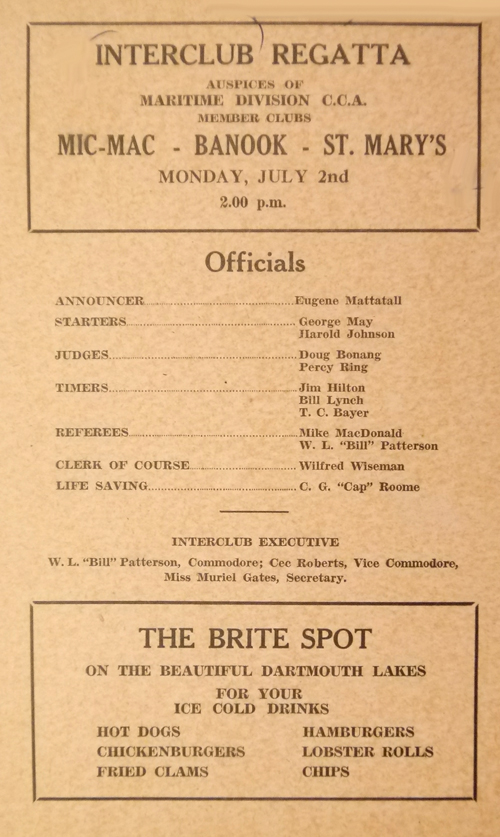 INTERCLUB REGATTA
AUSPICES OF
MARITIME DIVISION C.C.A.
MEMBER CLUBS
MIC-MAC - BANOOK - ST. MARY'S
MONDAY, JULY 2nd
2.00 p.m.
Officials
ANNOUNCER Eugene Mattatall
STARTERS George May
Harold Johnson
JUDGES Doug Bonang
Percy Ring
TIMERS Jim Hilton
Bill Lynch
T. C. Bayer
REFEREES Mike MacDonald
W. L. "Bill" Patterson
CLERK OF COURSE Wilfred Wiseman
LIFE SAVING C. G. "Cap" Roome
INTERCLUB EXECUTIVE
W. L. "Bill" Patterson, Commodore; Cec Roberts, Vice Commodore,
Miss Muriel Gates, Secretary.
THE BRITE SPOT
ON THE BEAUTIFUL DARTMOUTH LAKES
FOR YOUR
ICE COLD DRINKS
HOT DOGS HAMBURGERS
CHICKENBURGERS LOBSTER ROLLS
FRIED CLAMS CHIPS